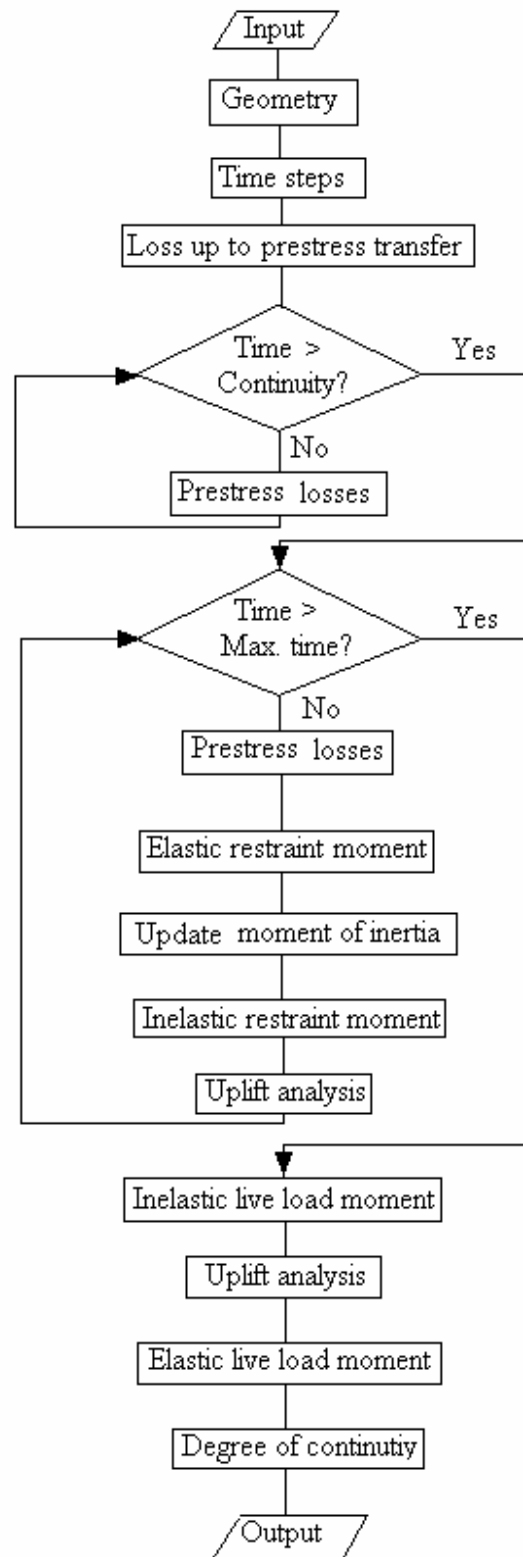 Input
Geometry
Time steps
Loss up to prestress transfer
Time >
Continuity?
Yes
No
Prestress losses
Time >
Max. time?
Yes
No
Prestress losses
Elastic restraint moment
Update moment of inertia
Inelastic restraint moment
Uplift analysis
Inelastic live load moment
Uplift analysis
Elastic live load moment
Degree of continutiy
Output